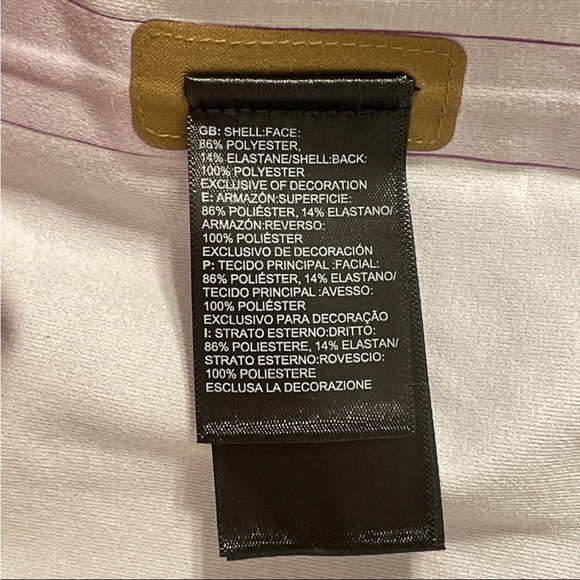 GB: SHELL:FACE:
86% POLYESTER,
14% ELASTANE/SHELL:BACK:
100% POLYESTER
EXCLUSIVE OF DECORATION
E: ARMAZÓN:SUPERFICIE:
86% POLIÉSTER, 14% ELASTANO/
ARMAZÓN:REVERSO:
100% POLIÉSTER
EXCLUSIVO DE DECORACIÓN
P: TECIDO PRINCIPAL :FACIAL:
86% POLIÉSTER, 14% ELASTANO/
TECIDO PRINCIPAL :AVESSO:
100% POLIÉSTER
EXCLUSIVO PARA DECORAÇÃO
I: STRATO ESTERNO:DRITTO:
86% POLIESTERE, 14% ELASTAN/
STRATO ESTERNO:ROVESCIO:
100% POLIESTERE
ESCLUSA LA DECORAZIONE